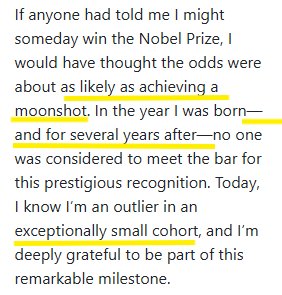 If anyone had told me I might
someday win the Nobel Prize, I
would have thought the odds were
about as likely as achieving a
moonshot. In the year I was born—
and for several years after—no one
was considered to meet the bar for
this prestigious recognition. Today,
I know I'm an outlier in an
exceptionally small cohort, and I'm
deeply grateful to be part of this
remarkable milestone.